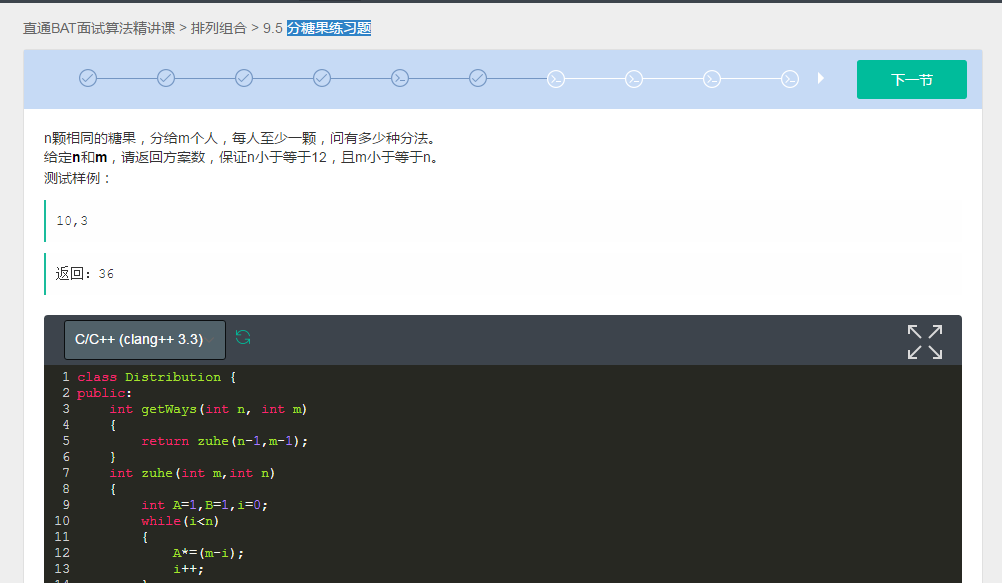 直通BAT面试算法精讲课 > 排列组合 > 9.5 分糖果练习题
下一节
n颗相同的糖果，分给m个人，每人至少一颗，问有多少种分法。
给定n和m，请返回方案数，保证n小于等于12，且m小于等于n。
测试样例：
10,3
返回：36
C/C++ (clang++ 3.3)
1 class Distribution {
2 public:
3     int getWays(int n, int m)
4     {
5         return zuhe(n-1,m-1);
6     }
7     int zuhe(int m,int n)
8     {
9         int A=1,B=1,i=0;
10         while(i<n)
11         {
12             A*=(m-i);
13             i++;